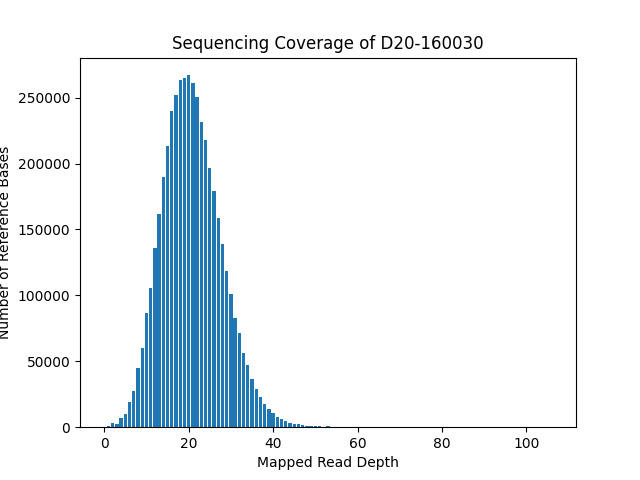 Sequencing Coverage of D20-160030
Number of Reference Bases
250000
200000
150000
100000
50000
0
0 20 40 60 80 100
Mapped Read Depth